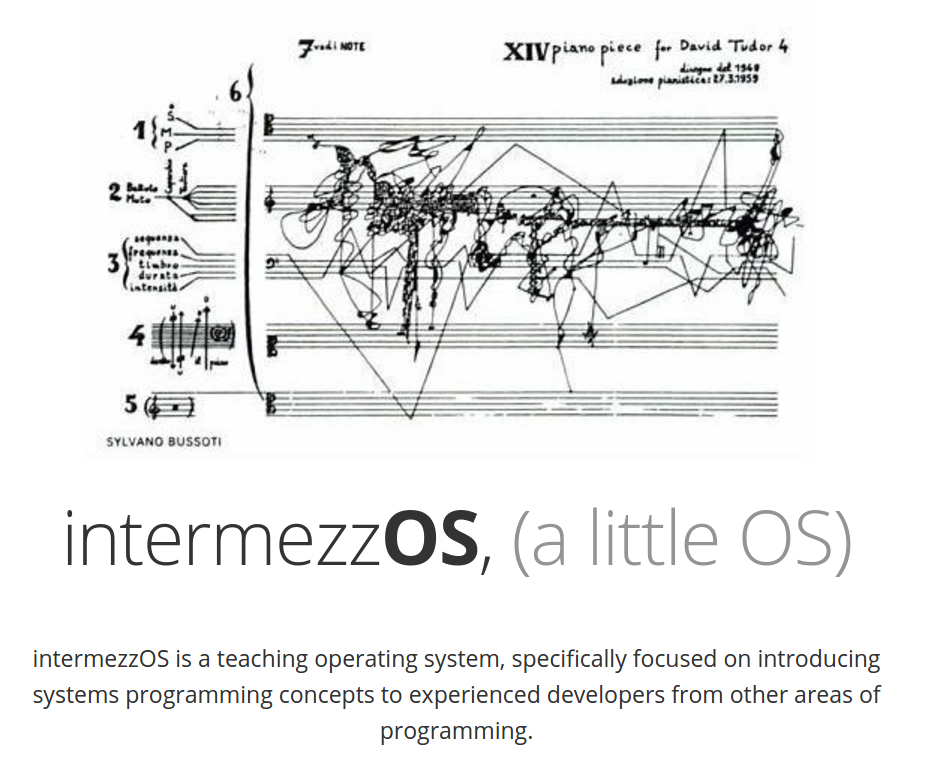 7 vedi NOTE
XIV piano piece for David Tudor 4
disegno del 1949
adozione pianistica: 27.3.1959
6
1 S
M
P
2
Muto
3 sequenza
frequenza
timbro
durata
intensità
4
5
SYLVANO BUSSOTI
intermezzOS, (a little OS)
intermezzOS is a teaching operating system, specifically focused on introducing
systems programming concepts to experienced developers from other areas of
programming.